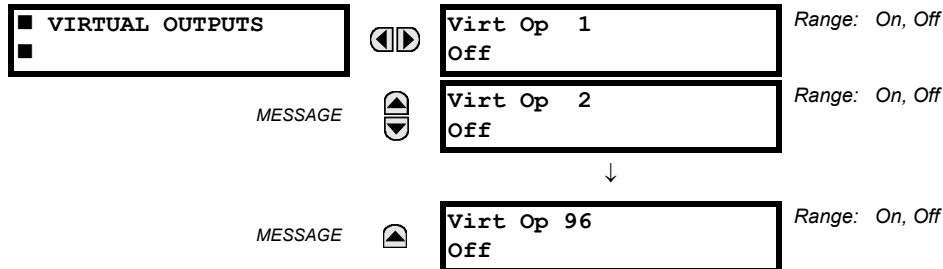 ■ VIRTUAL OUTPUTS
■
Virt Op 1
Off
Range: On, Off
MESSAGE
Virt Op 2
Off
Range: On, Off
↓
MESSAGE
Virt Op 96
Off
Range: On, Off